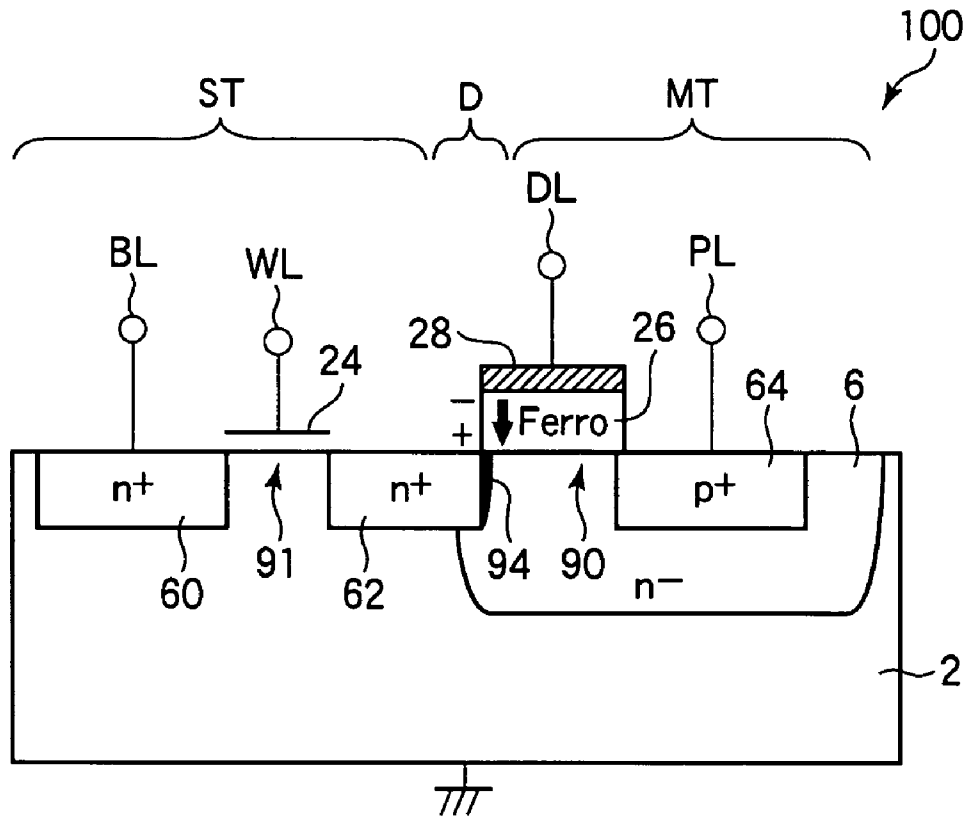 100
ST D MT
DL
BL WL PL
28 26
24 64 6
−
+ Ferro
n+ n+ p+
91 94 90
60 62 n−
2